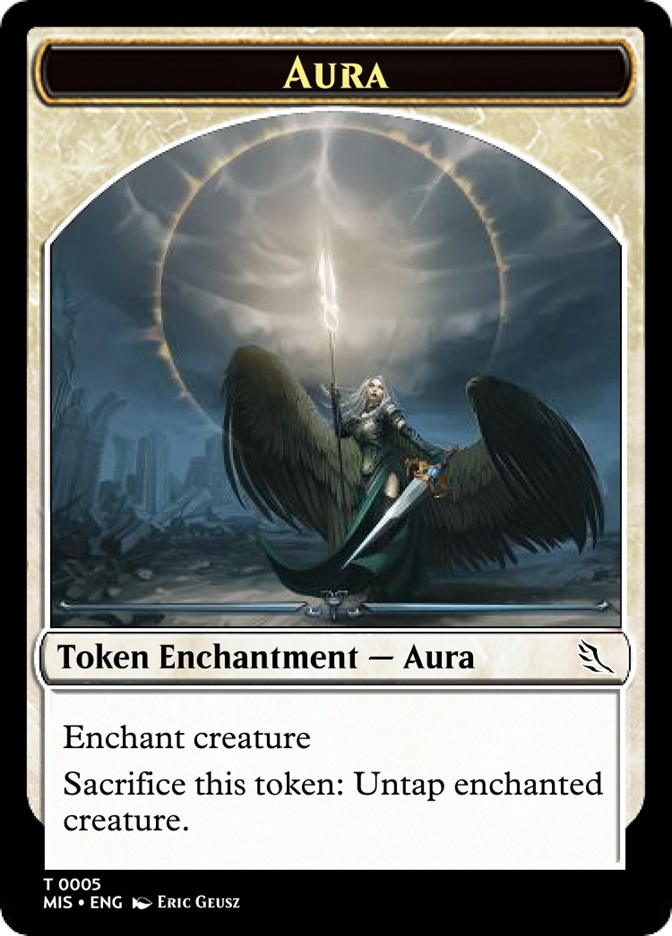 Aura
Token Enchantment — Aura
Enchant creature
Sacrifice this token: Untap enchanted
creature.
T 0005
MIS • ENG Eric Geusz